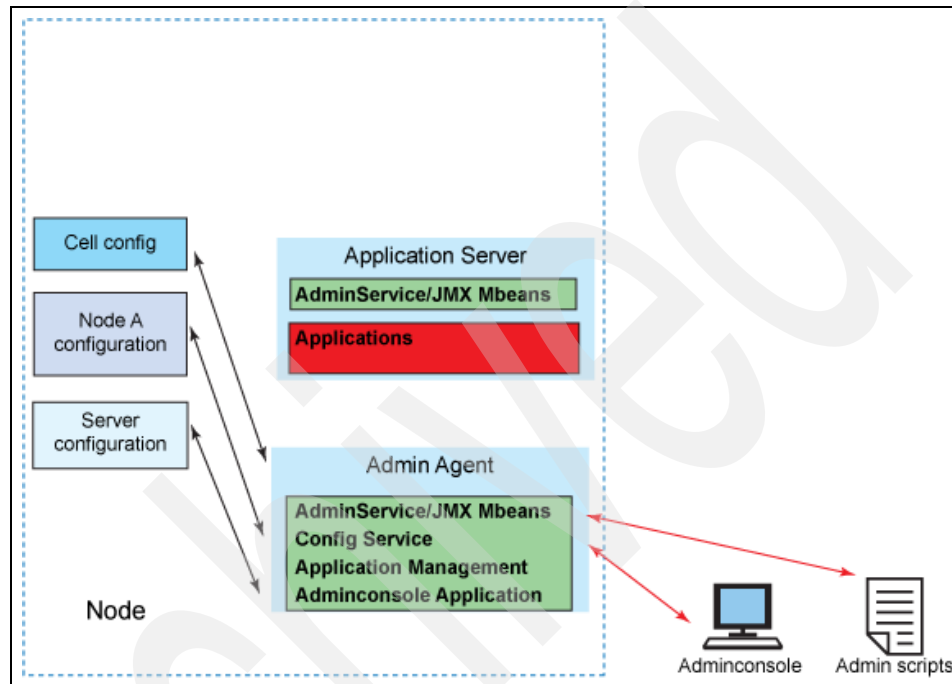 Cell config
Node A
configuration
Server
configuration
Application Server
AdminService/JMX Mbeans
Applications
Admin Agent
AdminService/JMX Mbeans
Config Service
Application Management
Adminconsole Application
Node
Adminconsole
Admin scripts